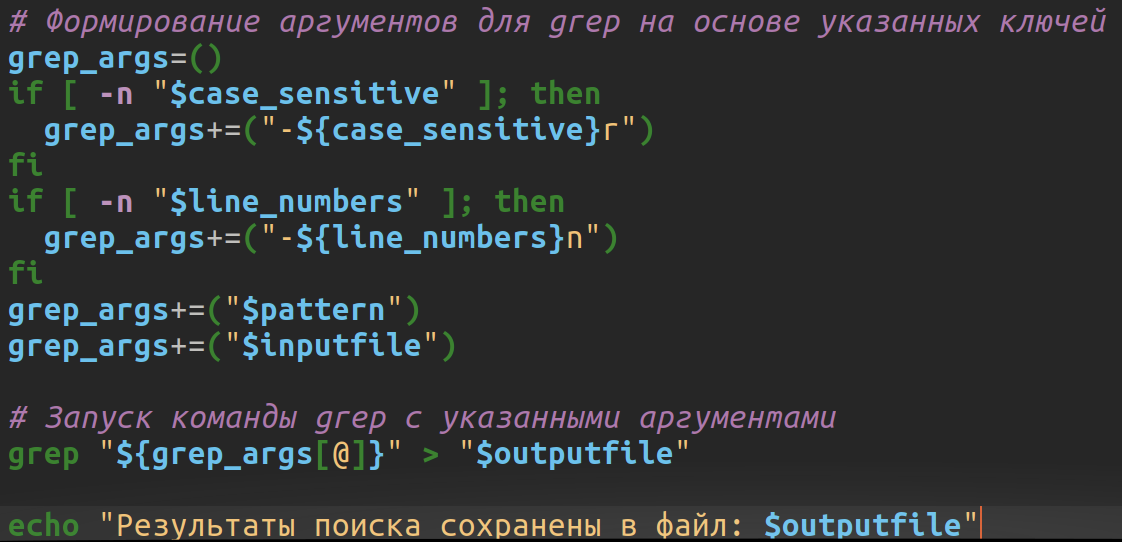 # Формирование аргументов для grep на основе указанных ключей
grep_args=()
if [ -n "$case_sensitive" ]; then
  grep_args+=("-${case_sensitive}r")
fi
if [ -n "$line_numbers" ]; then
  grep_args+=("-${line_numbers}n")
fi
grep_args+=("$pattern")
grep_args+=("$inputfile")

# Запуск команды grep с указанными аргументами
grep "${grep_args[@]}" > "$outputfile"

echo "Результаты поиска сохранены в файл: $outputfile"